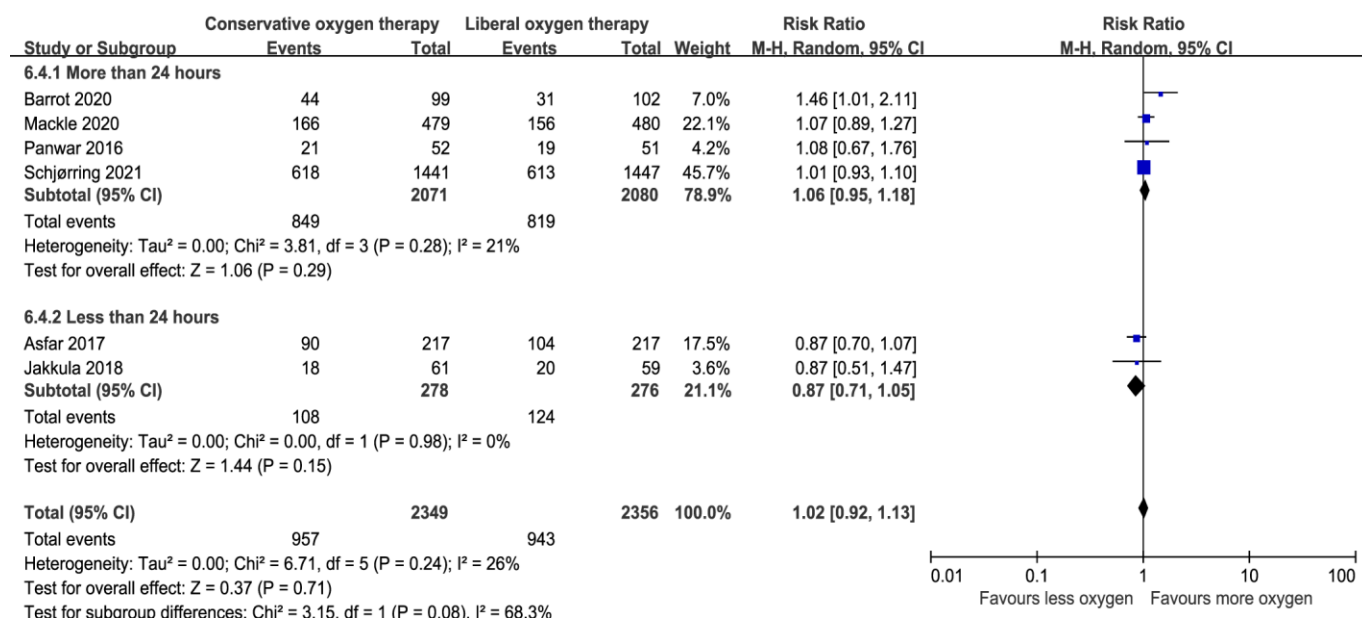 Conservative oxygen therapy Liberal oxygen therapy Risk Ratio Risk Ratio
Study or Subgroup Events Total Events Total Weight M-H, Random, 95% CI M-H, Random, 95% CI
6.4.1 More than 24 hours
Barrot 2020 44 99 31 102 7.0% 1.46 [1.01, 2.11]
Mackle 2020 166 479 156 480 22.1% 1.07 [0.89, 1.27]
Panwar 2016 21 52 19 51 4.2% 1.08 [0.67, 1.76]
Schjørring 2021 618 1441 613 1447 45.7% 1.01 [0.93, 1.10]
Subtotal (95% CI) 2071 2080 78.9% 1.06 [0.95, 1.18]
Total events 849 819
Heterogeneity: Tau² = 0.00; Chi² = 3.81, df = 3 (P = 0.28); I² = 21%
Test for overall effect: Z = 1.06 (P = 0.29)
6.4.2 Less than 24 hours
Asfar 2017 90 217 104 217 17.5% 0.87 [0.70, 1.07]
Jakkula 2018 18 61 20 59 3.6% 0.87 [0.51, 1.47]
Subtotal (95% CI) 278 276 21.1% 0.87 [0.71, 1.05]
Total events 108 124
Heterogeneity: Tau² = 0.00; Chi² = 0.00, df = 1 (P = 0.98); I² = 0%
Test for overall effect: Z = 1.44 (P = 0.15)
Total (95% CI) 2349 2356 100.0% 1.02 [0.92, 1.13]
Total events 957 943
Heterogeneity: Tau² = 0.00; Chi² = 6.71, df = 5 (P = 0.24); I² = 26%
Test for overall effect: Z = 0.37 (P = 0.71)
Test for subgroup differences: Chi² = 3.15, df = 1 (P = 0.08), I² = 68.3%
0.01 0.1 1 10 100
Favours less oxygen Favours more oxygen